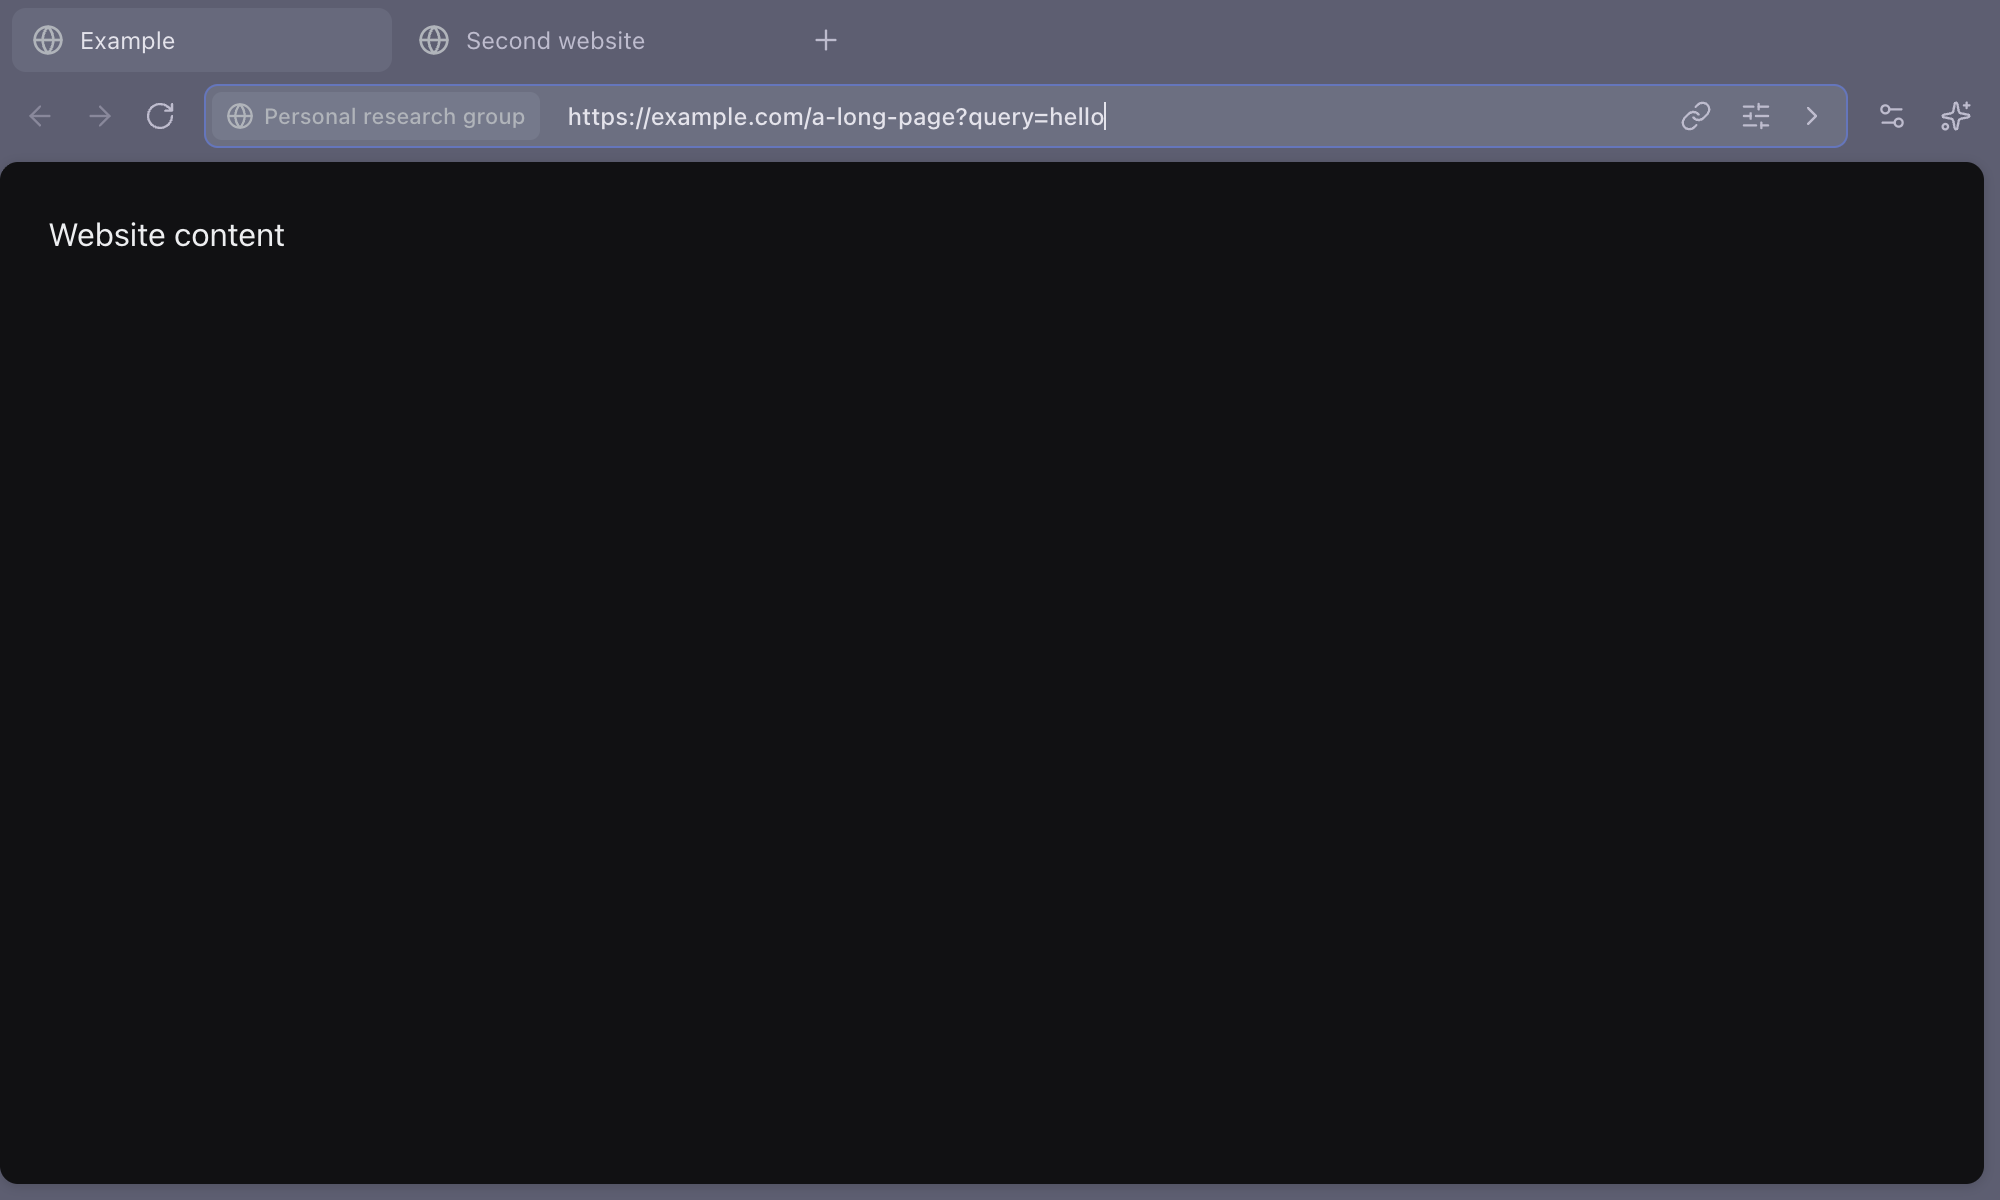 Example
Second website
Personal research group
https://example.com/a-long-page?query=hello
Website content